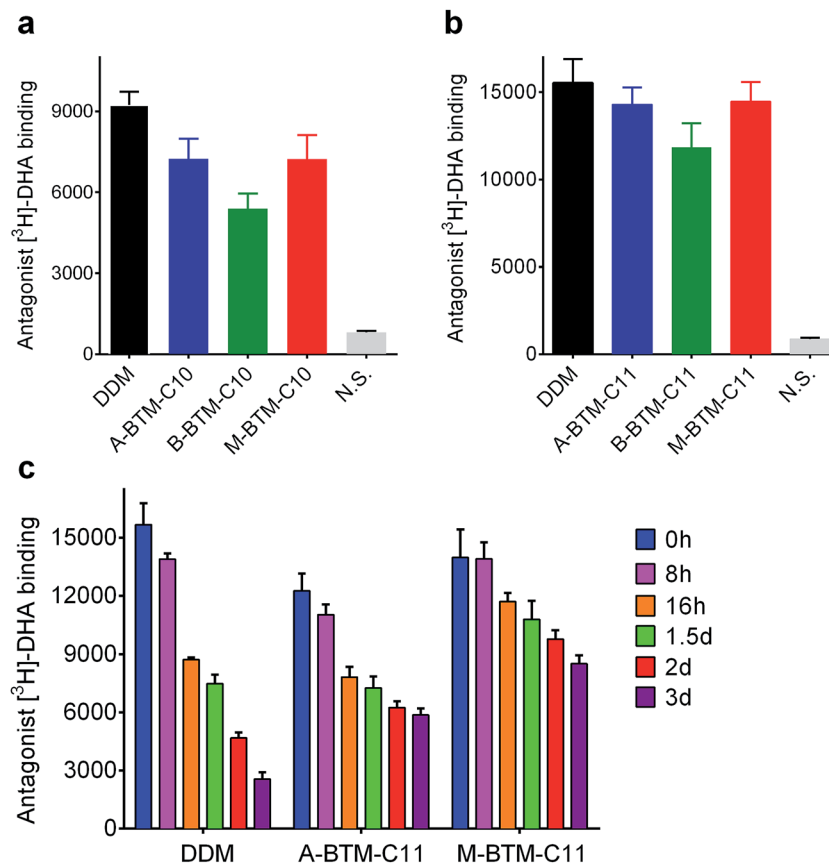 a
Antagonist [³H]-DHA binding
9000
6000
3000
0
DDM
A-BTM-C10
B-BTM-C10
M-BTM-C10
N.S.
b
Antagonist [³H]-DHA binding
15000
10000
5000
0
DDM
A-BTM-C11
B-BTM-C11
M-BTM-C11
N.S.
c
Antagonist [³H]-DHA binding
15000
12000
9000
6000
3000
0
DDM
A-BTM-C11
M-BTM-C11
0h
8h
16h
1.5d
2d
3d